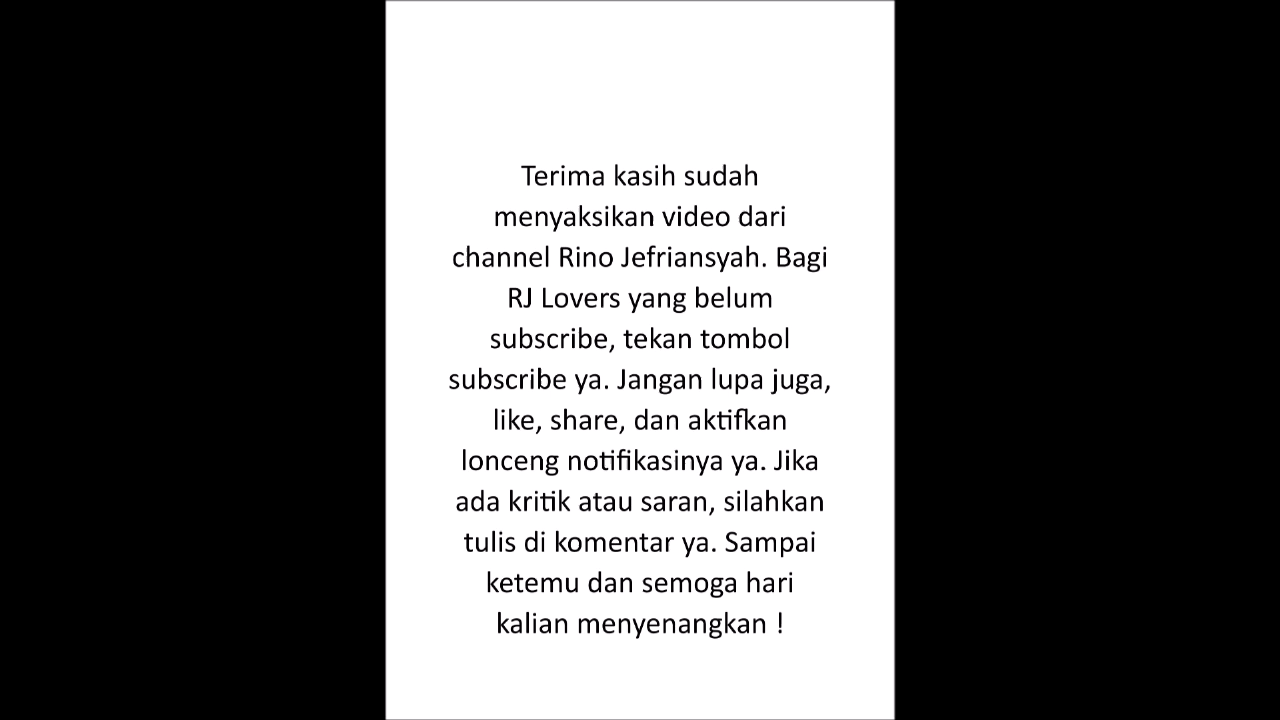 Terima kasih sudah
menyaksikan video dari
channel Rino Jefriansyah. Bagi
RJ Lovers yang belum
subscribe, tekan tombol
subscribe ya. Jangan lupa juga,
like, share, dan aktifkan
lonceng notifikasinya ya. Jika
ada kritik atau saran, silahkan
tulis di komentar ya. Sampai
ketemu dan semoga hari
kalian menyenangkan !